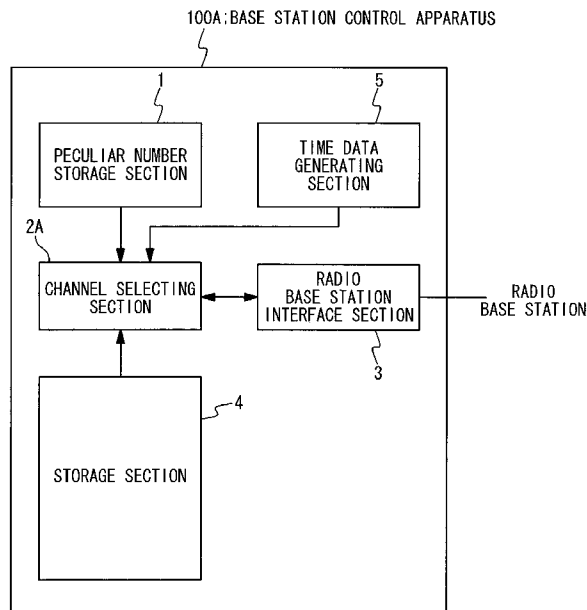 100A;BASE STATION CONTROL APPARATUS
1
5
PECULIAR NUMBER
STORAGE SECTION
TIME DATA
GENERATING
SECTION
2A
CHANNEL SELECTING
SECTION
RADIO
BASE STATION
INTERFACE SECTION
RADIO
BASE STATION
3
4
STORAGE SECTION